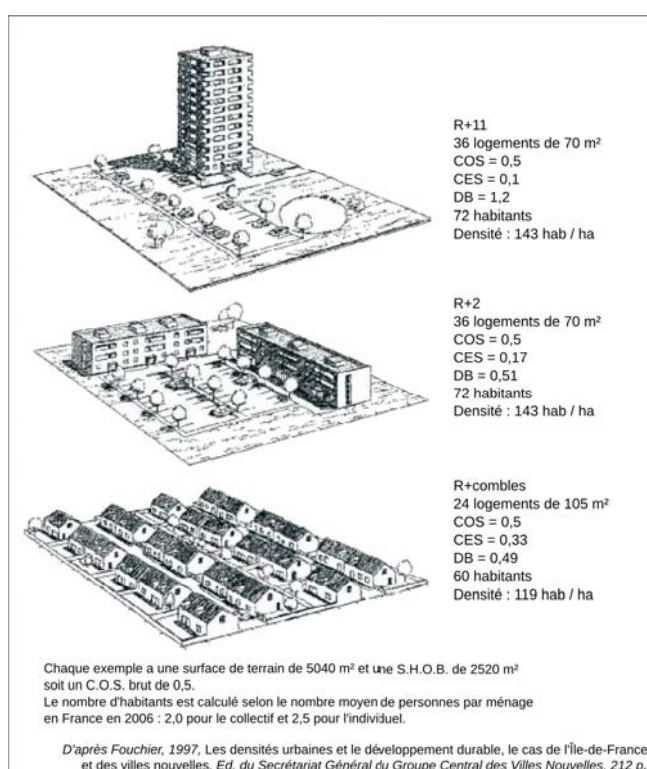 R+11
36 logements de 70 m²
COS = 0,5
CES = 0,1
DB = 1,2
72 habitants
Densité : 143 hab / ha
R+2
36 logements de 70 m²
COS = 0,5
CES = 0,17
DB = 0,51
72 habitants
Densité : 143 hab / ha
R+combles
24 logements de 105 m²
COS = 0,5
CES = 0,33
DB = 0,49
60 habitants
Densité : 119 hab / ha
Chaque exemple a une surface de terrain de 5040 m² et une S.H.O.B. de 2520 m²
soit un C.O.S. brut de 0,5.
Le nombre d'habitants est calculé selon le nombre moyen de personnes par ménage
en France en 2006 : 2,0 pour le collectif et 2,5 pour l'individuel.
D'après Fouchier, 1997, Les densités urbaines et le développement durable, le cas de l'Île-de-France
et des villes nouvelles. Ed. du Secrétariat Général du Groupe Central des Villes Nouvelles. 212 p.